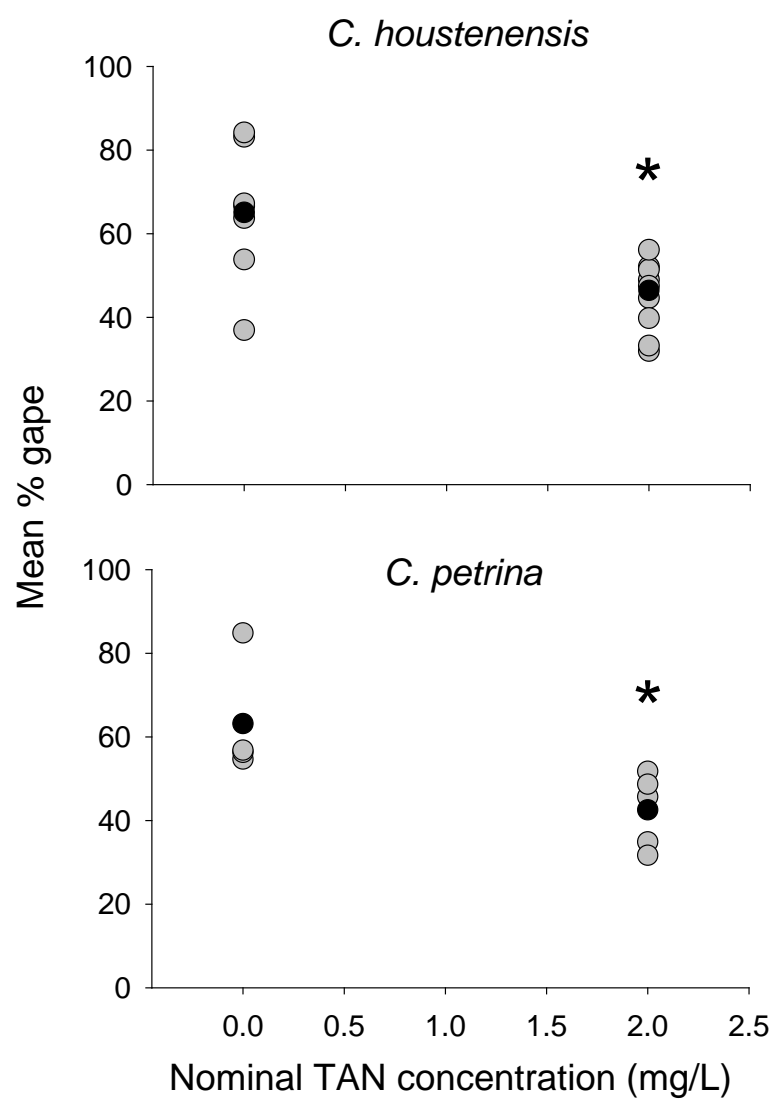 C. houstenensis
100
80
60
40
20
0
Mean % gape
C. petrina
100
80
60
40
20
0
*
*
0.0 0.5 1.0 1.5 2.0 2.5
Nominal TAN concentration (mg/L)